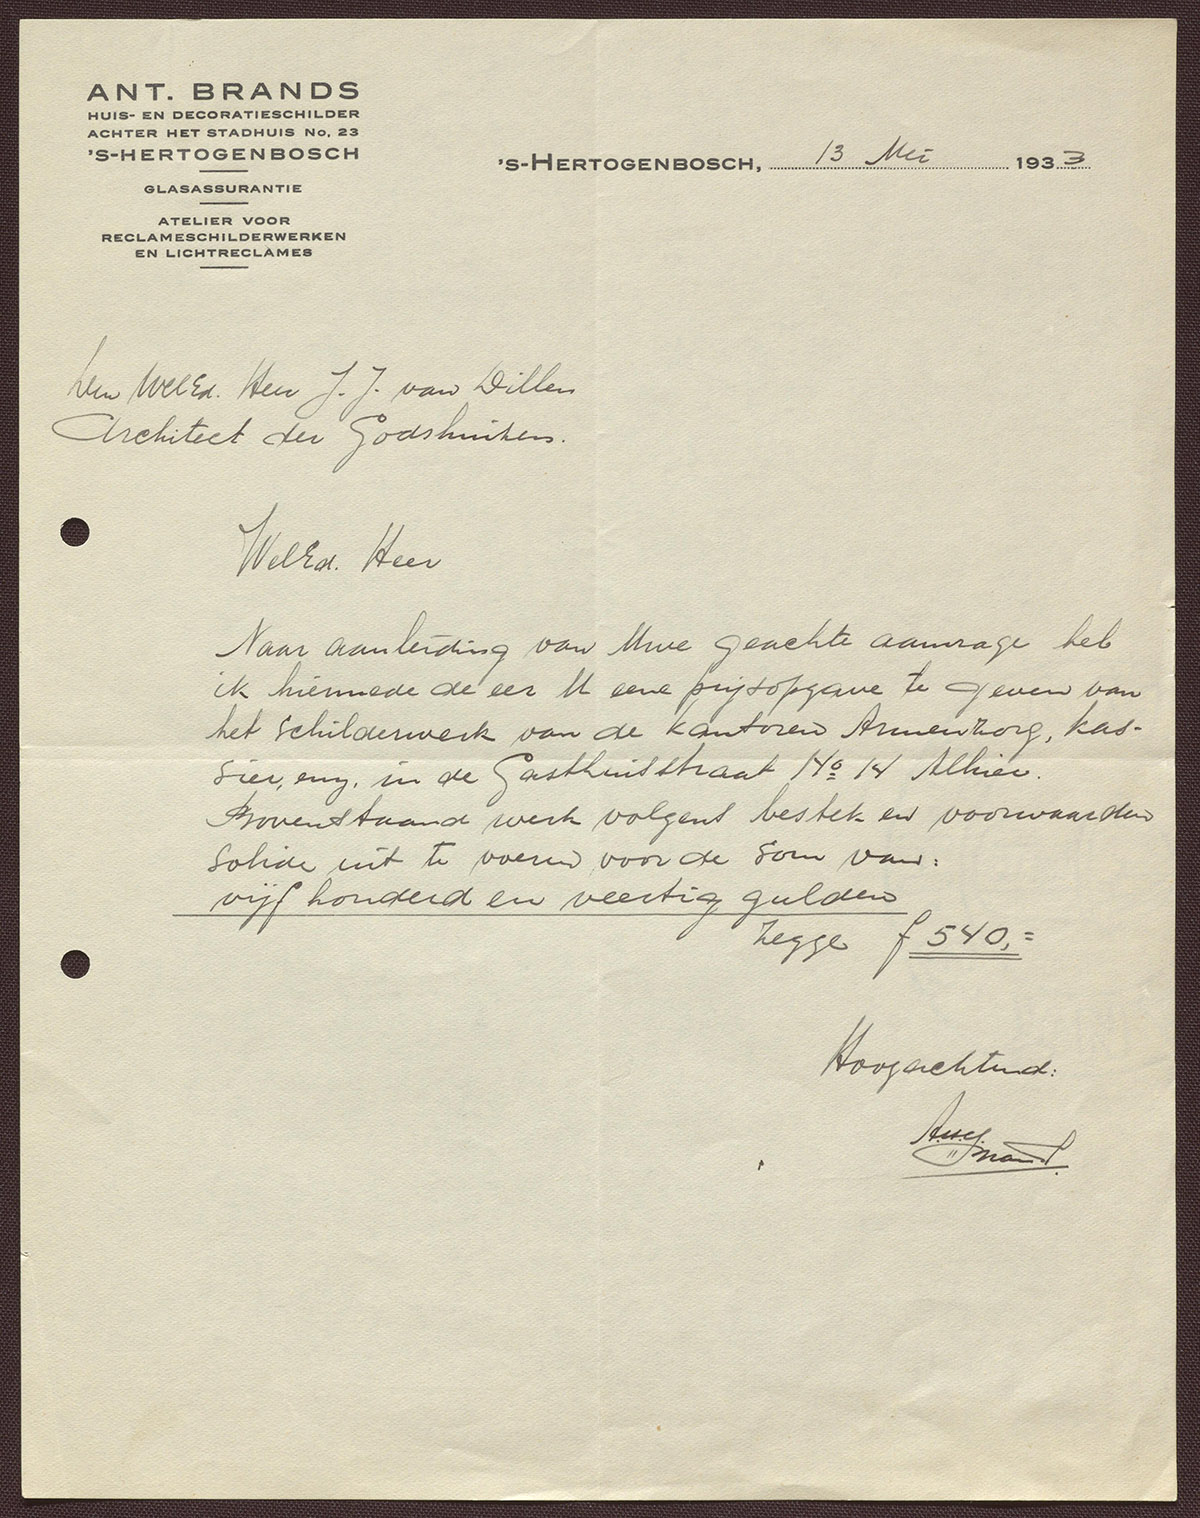 ANT. BRANDS
HUIS- EN DECORATIESCHILDER
ACHTER HET STADHUIS No. 23
'S-HERTOGENBOSCH
GLASASSURANTIE
ATELIER VOOR
RECLAMESCHILDERWERKEN
EN LICHTRECLAMES
'S-HERTOGENBOSCH, 13 Mei 1933
Den WelEd. Heer J. J. van Dillen
Architect der Godshuizen.
WelEd. Heer
Naar aanleiding van Uwe geachte aanvrage heb
ik hiermede de eer U eene prijsopgave te geven van
het schilderwerk van de kantoren Armenzorg, kas-
sier, enz. in de Gasthuisstraat No 14 Alhier.
Bovenstaand werk volgens bestek en voorwaarden
solide uit te voeren voor de som van:
vijf honderd en veertig gulden
Zegge f 540,=
Hoogachtend:
Brands